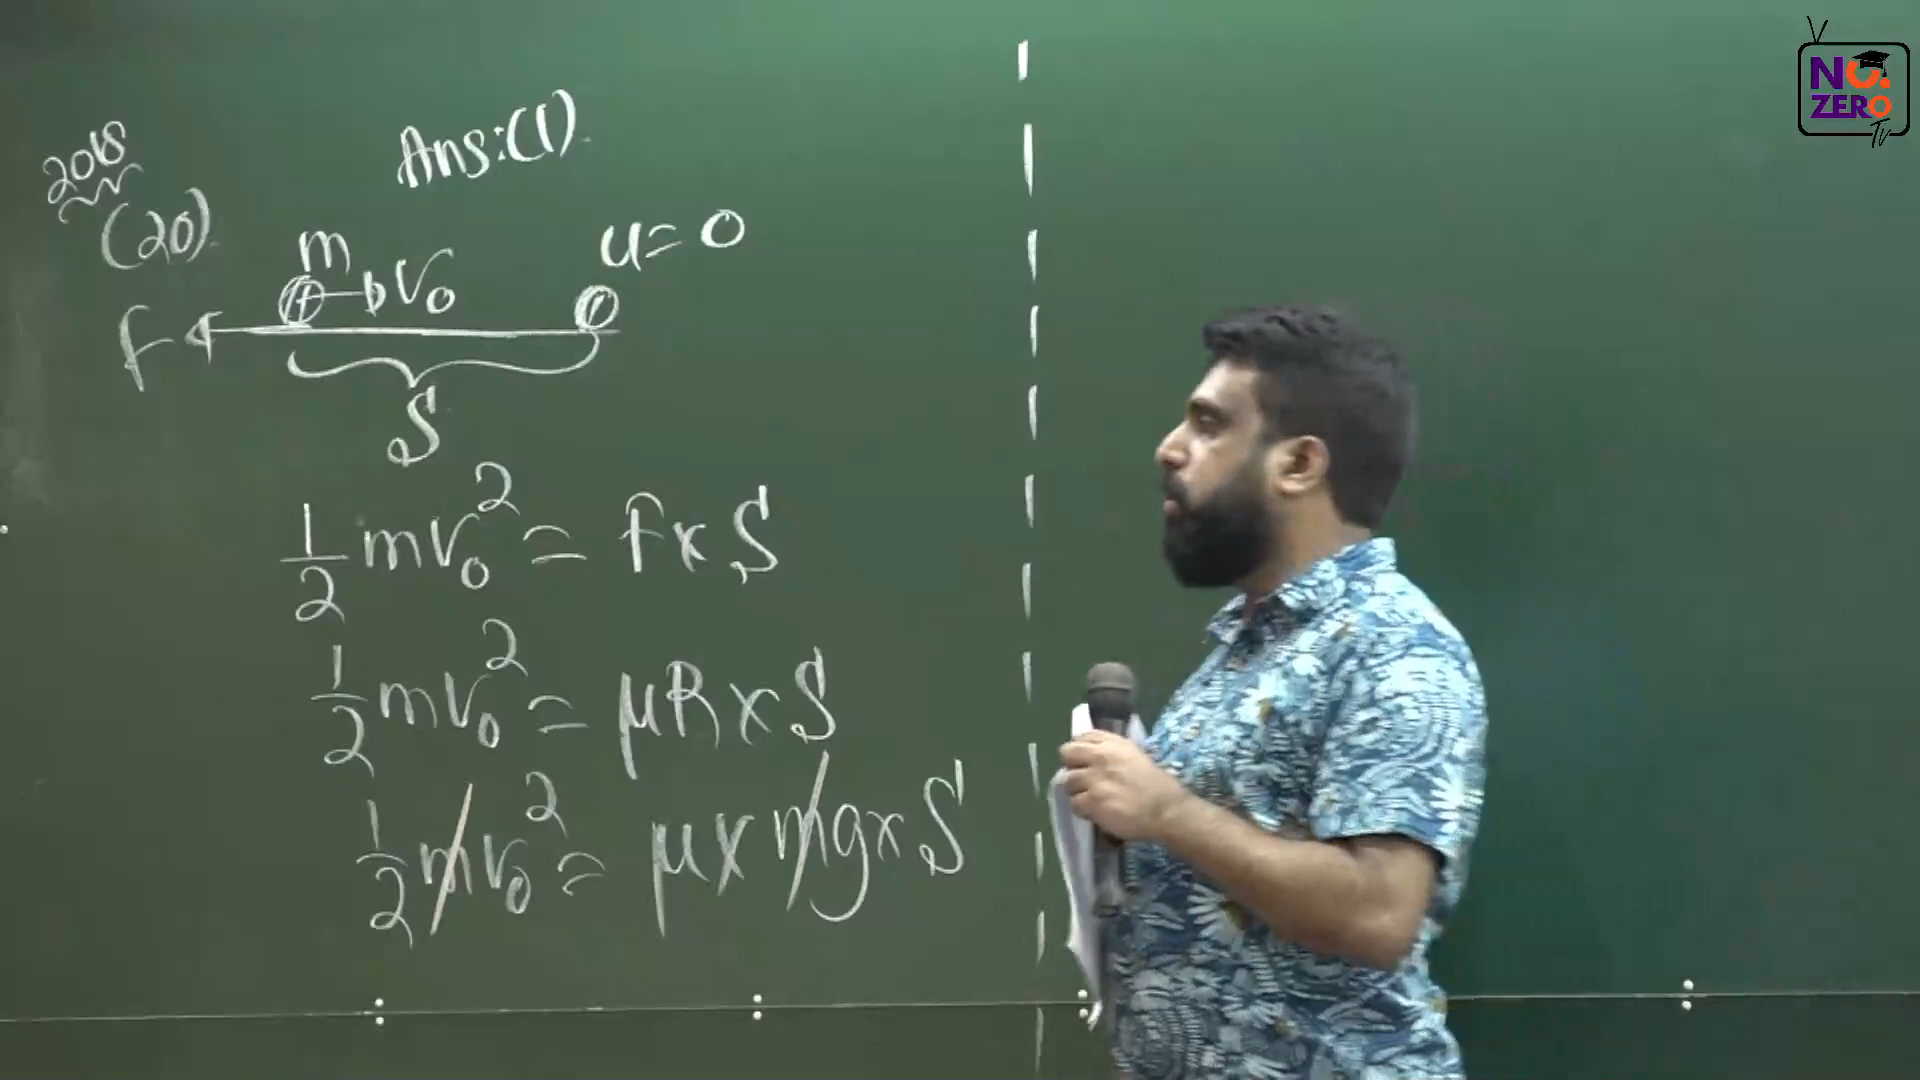 2018
(20).
Ans:(1).
m
V₀
u=0
F
S
1/2 mv₀² = F×S
1/2 mv₀² = μR×S
1/2 mv₀² = μ×mg×S
NO.
ZERO
TV